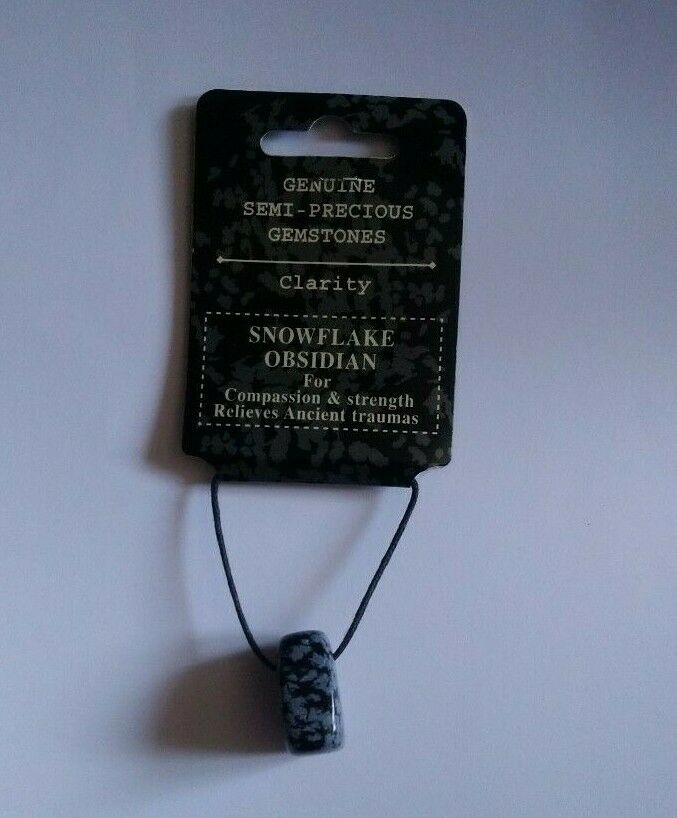 GENUINE
SEMI-PRECIOUS
GEMSTONES
Clarity
SNOWFLAKE
OBSIDIAN
For
Compassion & strength
Relieves Ancient traumas